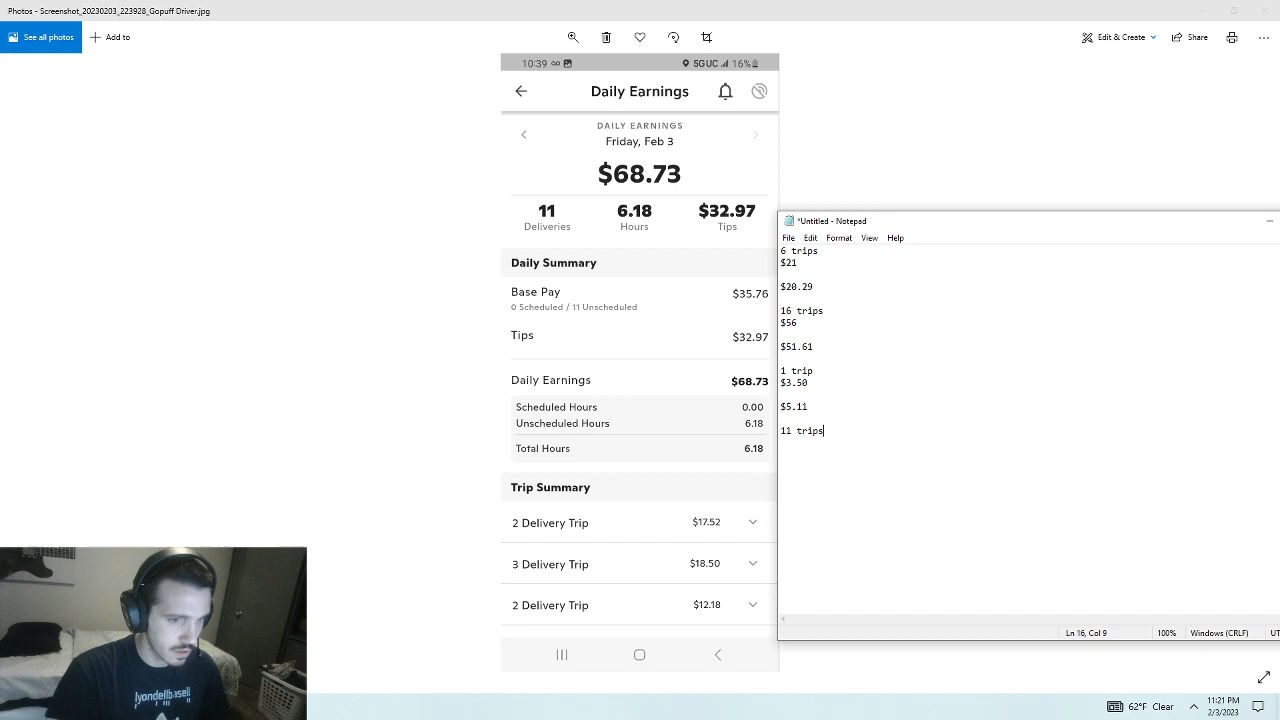 Photos - Screenshot_20230203_223928_Gopuff Driver.jpg
See all photos
Add to
Edit & Create
Share
10:39
5GUC
16%
Daily Earnings
DAILY EARNINGS
Friday, Feb 3
$68.73
11 6.18 $32.97
Deliveries Hours Tips
Daily Summary
Base Pay $35.76
0 Scheduled / 11 Unscheduled
Tips $32.97
Daily Earnings $68.73
Scheduled Hours 0.00
Unscheduled Hours 6.18
Total Hours 6.18
Trip Summary
2 Delivery Trip $17.52
3 Delivery Trip $18.50
2 Delivery Trip $12.18
*Untitled - Notepad
File Edit Format View Help
6 trips
$21
$20.29
16 trips
$56
$51.61
1 trip
$3.50
$5.11
11 trips
Ln 16, Col 9 100% Windows (CRLF) UT
lyondellbasell
62°F Clear
11:21 PM
2/3/2023